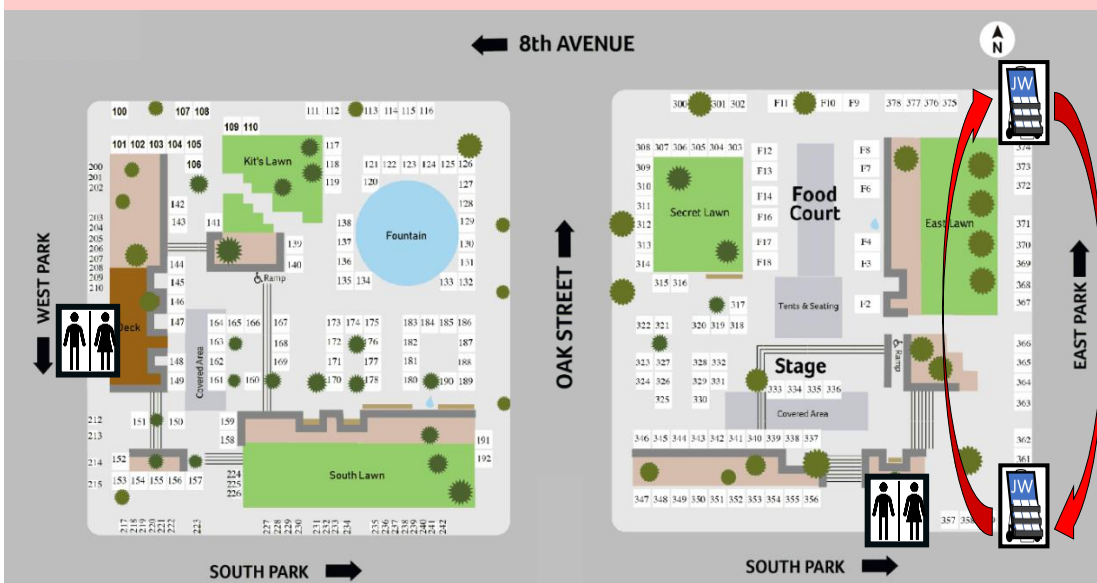 8th AVENUE
N
JW
100 107 108 111 112 113 114 115 116
300 301 302 F11 F10 F9 378 377 376 375
109 110
101 102 103 104 105
106
Kit's Lawn
117
118
119
121 122 123 124 125 126
120
127
128
129
130
131
133 132
135 134
136
137
138
Fountain
200
201
202
203
204
205
206
207
208
209
210
142
143
141
139
140
Ramp
144
145
146
147
148
149
Deck
WEST PARK
164 165 166 167
163 168
162 169
161 160
Covered Area
173 174 175
172 176
171 177
170 178
183 184 185 186
182 187
181 188
180 190 189
212
213
214
215
151 150
152
153 154 155 156 157
159
158
191
192
South Lawn
224
225
226
217 218 219 220 221 222 223
227 228 229 230 231 232 233 234
235 236 237 238 239 240 241 242
SOUTH PARK
OAK STREET
308 307 306 305 304 303
309
310
311
312
313
314
Secret Lawn
315 316
317
F12
F13
F14
F16
F17
F18
Food
Court
F8
F7
F6
F4
F3
Tents & Seating
East Lawn
374
373
372
371
370
369
368
367
366
365
364
363
362
361
EAST PARK
322 321 320 319 318
323 327 328 332
324 326 329 331
325 330
Stage
Ramp
333 334 335 336
Covered Area
346 345 344 343 342 341 340 339 338 337
347 348 349 350 351 352 353 354 355 356
357
JW
SOUTH PARK